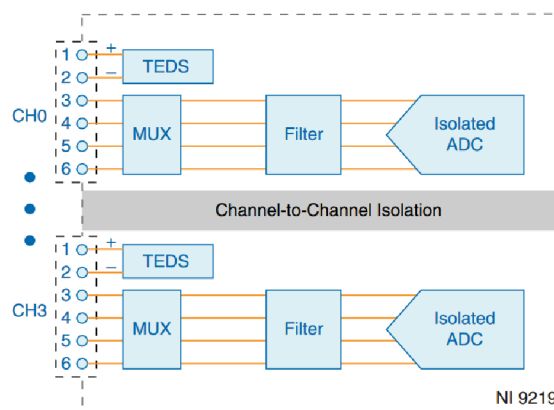 1 + TEDS
2 −
CH0
3
4 MUX Filter Isolated ADC
5
6
Channel-to-Channel Isolation
1 + TEDS
2 −
CH3
3
4 MUX Filter Isolated ADC
5
6
NI 9219